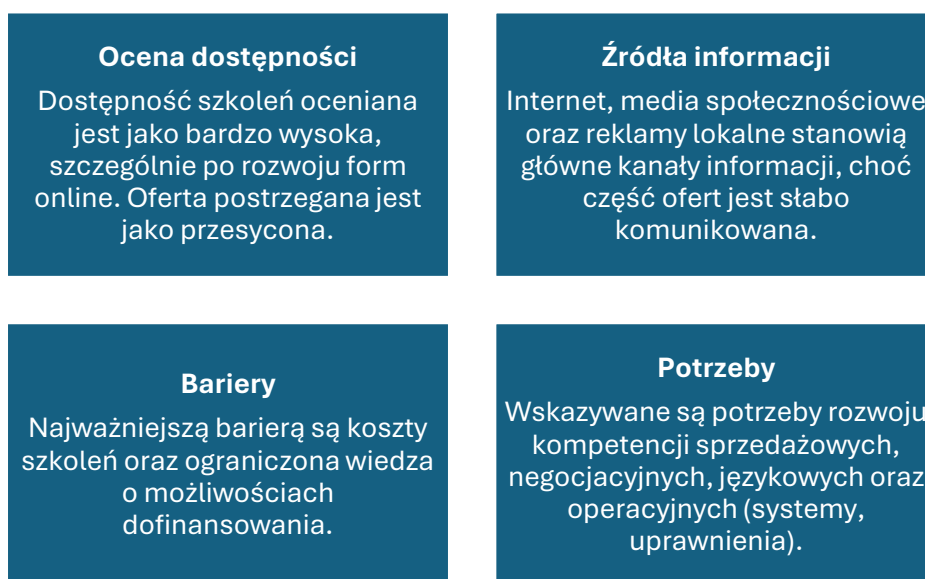 Ocena dostępności
Dostępność szkoleń oceniana
jest jako bardzo wysoka,
szczególnie po rozwoju form
online. Oferta postrzegana jest
jako przesycona.
Źródła informacji
Internet, media społecznościowe
oraz reklamy lokalne stanowią
główne kanały informacji, choć
część ofert jest słabo
komunikowana.
Bariery
Najważniejszą barierą są koszty
szkoleń oraz ograniczona wiedza
o możliwościach
dofinansowania.
Potrzeby
Wskazywane są potrzeby rozwoju
kompetencji sprzedażowych,
negocjacyjnych, językowych oraz
operacyjnych (systemy,
uprawnienia).